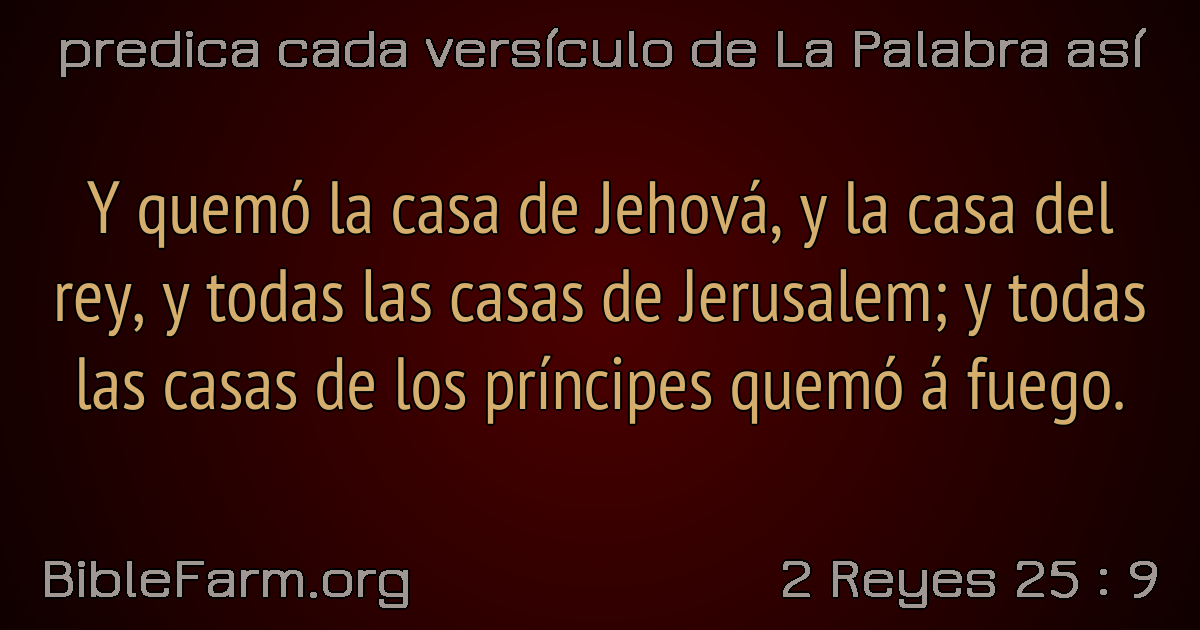 predica cada versículo de La Palabra así
Y quemó la casa de Jehová, y la casa del
rey, y todas las casas de Jerusalem; y todas
las casas de los príncipes quemó á fuego.
BibleFarm.org
2 Reyes 25 : 9